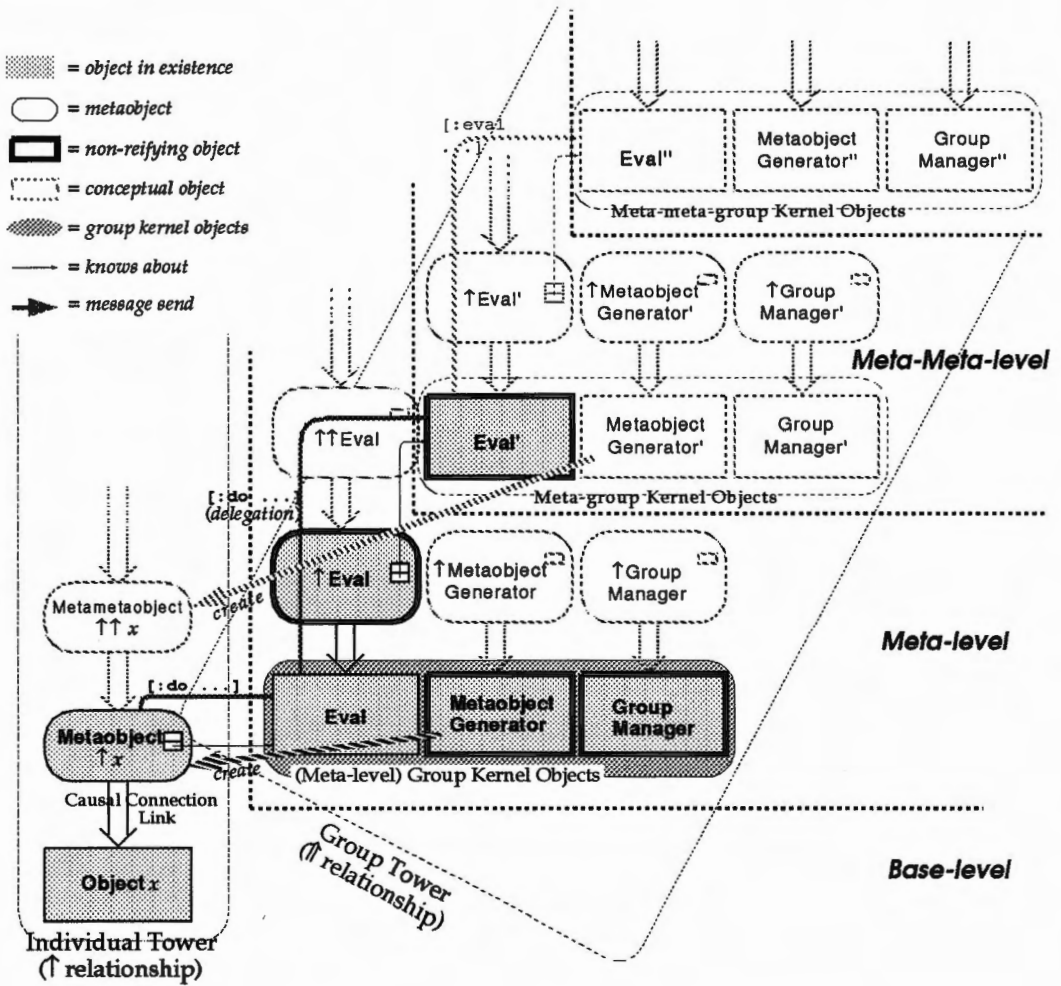 = object in existence
= metaobject
= non-reifying object
= conceptual object
= group kernel objects
= knows about
= message send
[:eval
...]
Eval''
Metaobject
Generator''
Group
Manager''
Meta-meta-group Kernel Objects
↑Eval'
↑Metaobject
Generator'
↑Group
Manager'
Meta-Meta-level
↑↑Eval
Eval'
Metaobject
Generator'
Group
Manager'
Meta-group Kernel Objects
[:do ...]
(delegation)
↑Eval
↑Metaobject
Generator
↑Group
Manager
create
Metametaobject
↑↑ x
Meta-level
[:do ...]
Eval
Metaobject
Generator
Group
Manager
Metaobject
↑ x
create
(Meta-level) Group Kernel Objects
Causal Connection
Link
Group Tower
(⇑ relationship)
Base-level
Object x
Individual Tower
(↑ relationship)